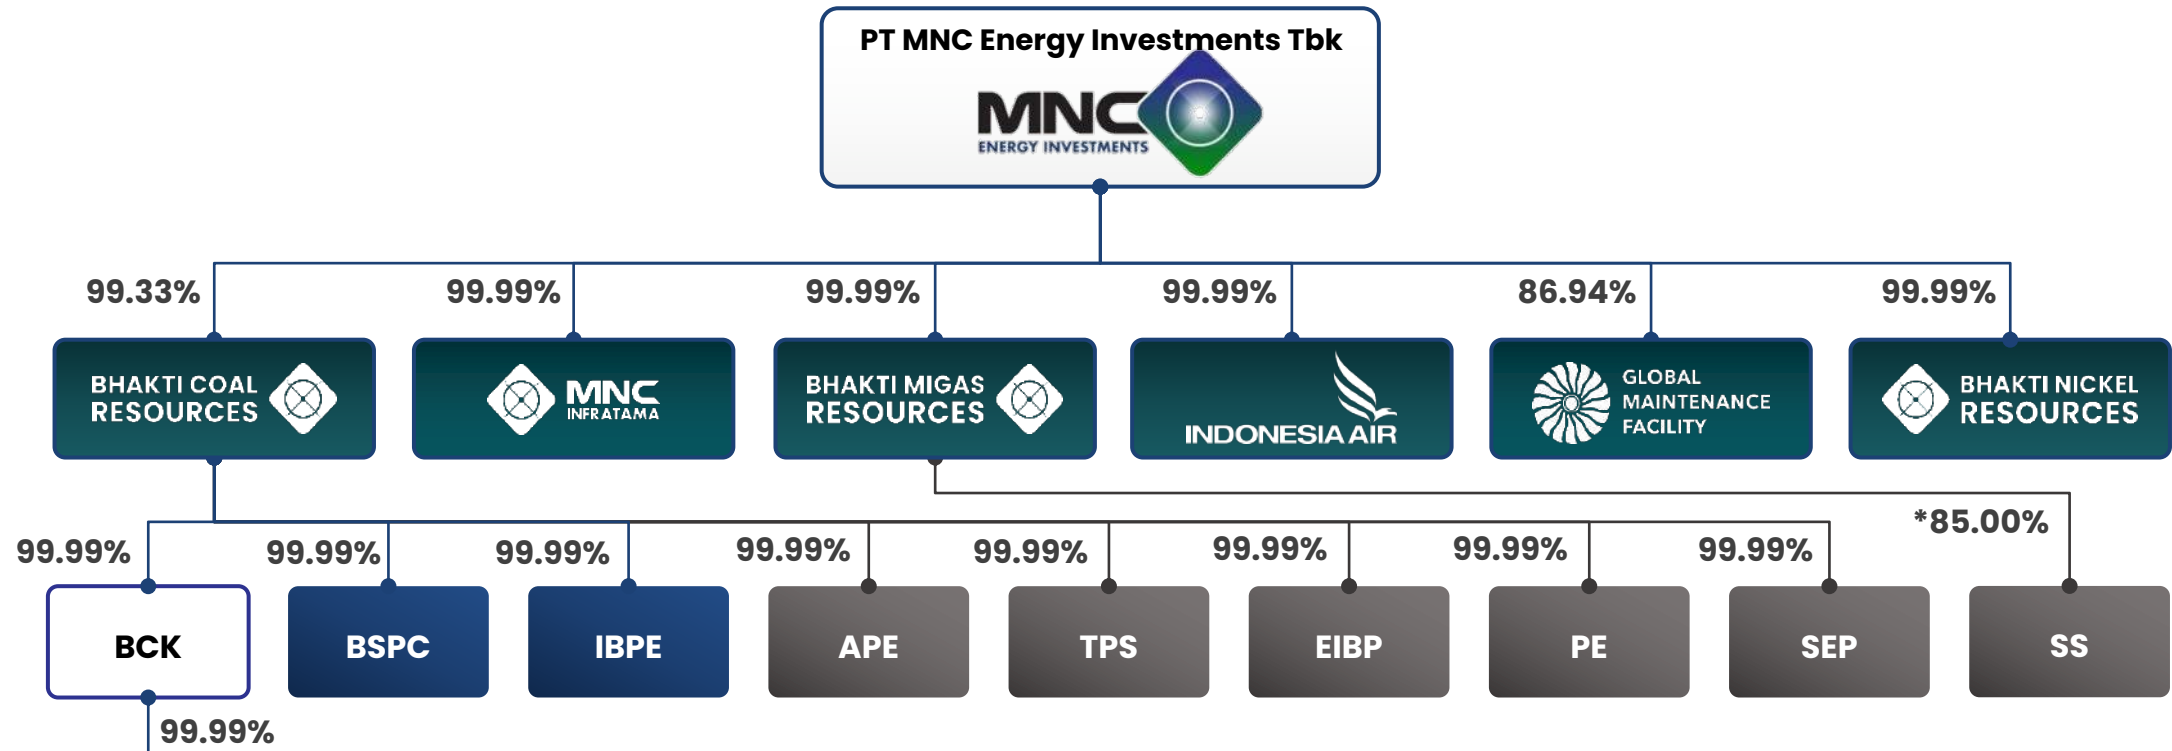 PT MNC Energy Investments Tbk
MNC
ENERGY INVESTMENTS
99.33%
99.99%
99.99%
99.99%
86.94%
99.99%
BHAKTI COAL
RESOURCES
MNC
INFRATAMA
BHAKTI MIGAS
RESOURCES
INDONESIA AIR
GLOBAL
MAINTENANCE
FACILITY
BHAKTI NICKEL
RESOURCES
99.99%
99.99%
99.99%
99.99%
99.99%
99.99%
99.99%
99.99%
*85.00%
BCK
BSPC
IBPE
APE
TPS
EIBP
PE
SEP
SS
99.99%